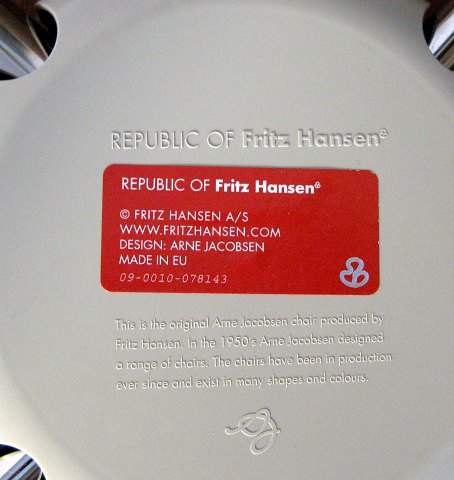 REPUBLIC OF Fritz Hansen
REPUBLIC OF Fritz Hansen
© FRITZ HANSEN A/S
WWW.FRITZHANSEN.COM
DESIGN: ARNE JACOBSEN
MADE IN EU
09-0010-078143
This is the original Arne Jacobsen chair produced by
Fritz Hansen. In the 1950's Arne Jacobsen designed
a range of chairs. The chairs have been in production
ever since and exist in many shapes and colours.